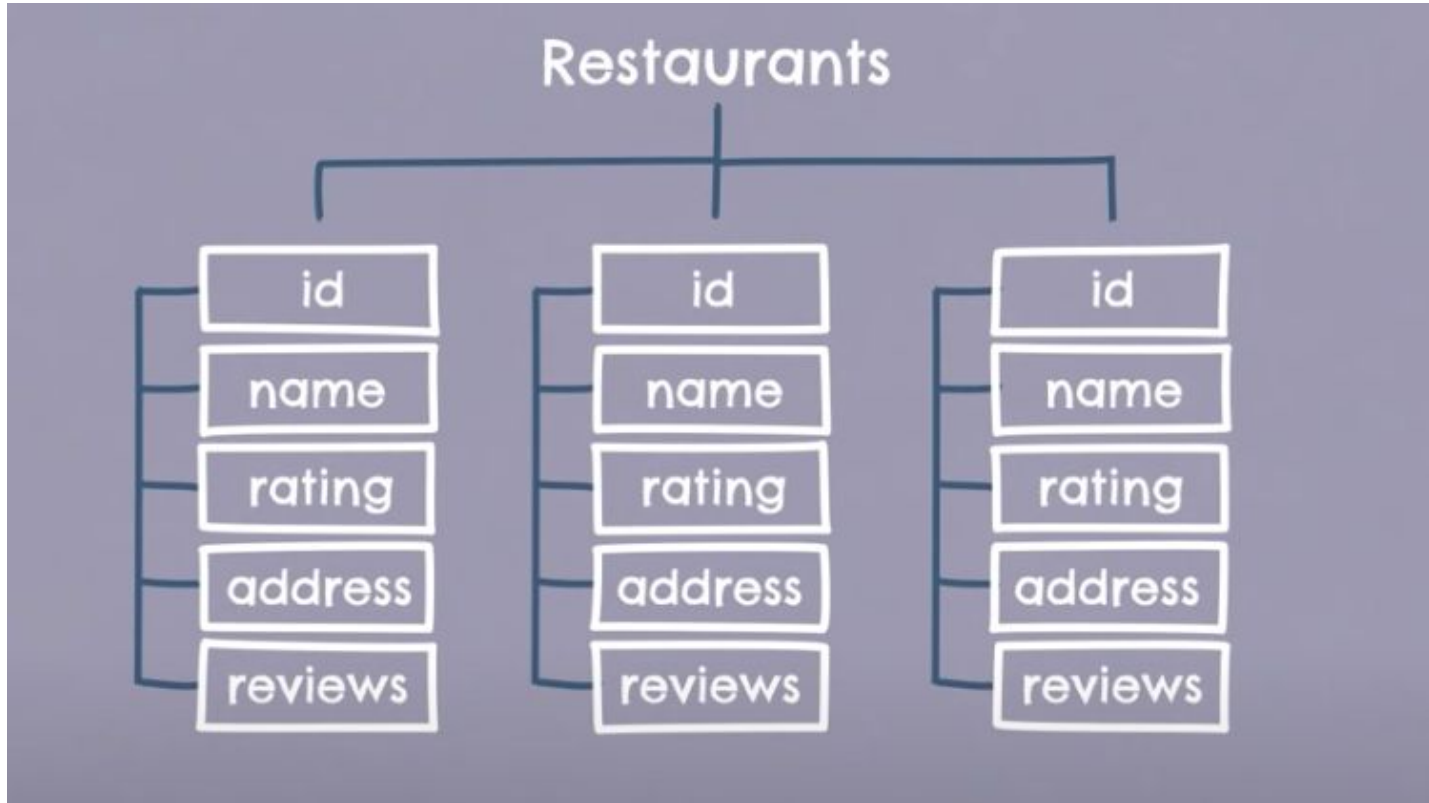 Restaurants
id
name
rating
address
reviews
id
name
rating
address
reviews
id
name
rating
address
reviews